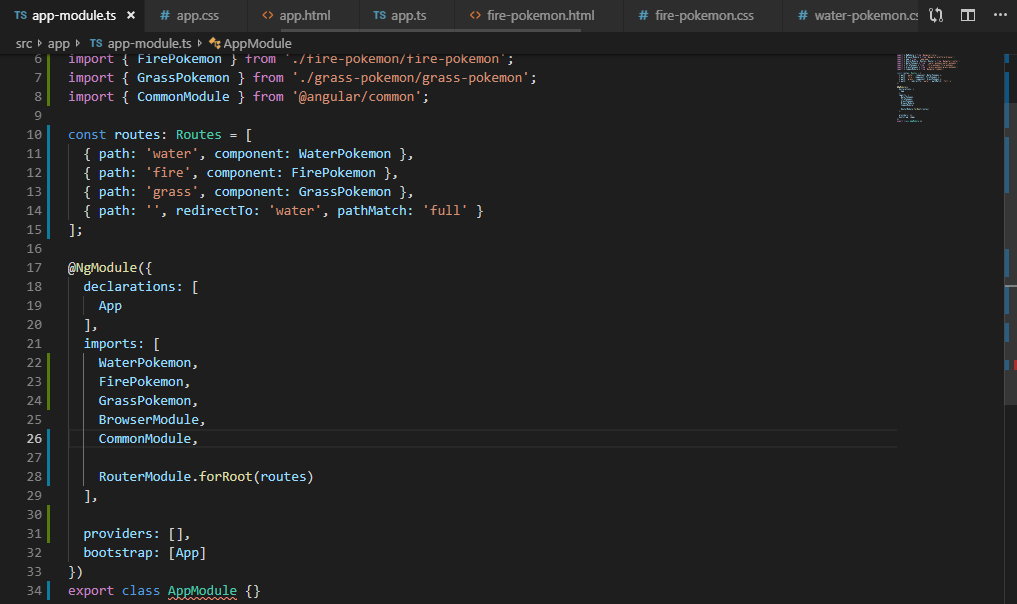 TS app-module.ts × # app.css <> app.html TS app.ts <> fire-pokemon.html # fire-pokemon.css # water-pokemon.cs
src app TS app-module.ts AppModule
6 import { FirePokemon } from './fire-pokemon/fire-pokemon';
7 import { GrassPokemon } from './grass-pokemon/grass-pokemon';
8 import { CommonModule } from '@angular/common';
9
10 const routes: Routes = [
11 { path: 'water', component: WaterPokemon },
12 { path: 'fire', component: FirePokemon },
13 { path: 'grass', component: GrassPokemon },
14 { path: '', redirectTo: 'water', pathMatch: 'full' }
15 ];
16
17 @NgModule({
18 declarations: [
19 App
20 ],
21 imports: [
22 WaterPokemon,
23 FirePokemon,
24 GrassPokemon,
25 BrowserModule,
26 CommonModule,
27
28 RouterModule.forRoot(routes)
29 ],
30
31 providers: [],
32 bootstrap: [App]
33 })
34 export class AppModule {}